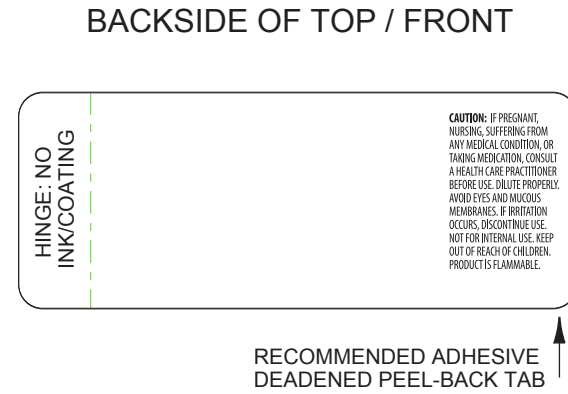 BACKSIDE OF TOP / FRONT
HINGE: NO
INK/COATING
CAUTION: IF PREGNANT,
NURSING, SUFFERING FROM
ANY MEDICAL CONDITION, OR
TAKING MEDICATION, CONSULT
A HEALTH CARE PRACTITIONER
BEFORE USE. DILUTE PROPERLY.
AVOID EYES AND MUCOUS
MEMBRANES. IF IRRITATION
OCCURS, DISCONTINUE USE.
NOT FOR INTERNAL USE. KEEP
OUT OF REACH OF CHILDREN.
PRODUCT IS FLAMMABLE.
RECOMMENDED ADHESIVE
DEADENED PEEL-BACK TAB